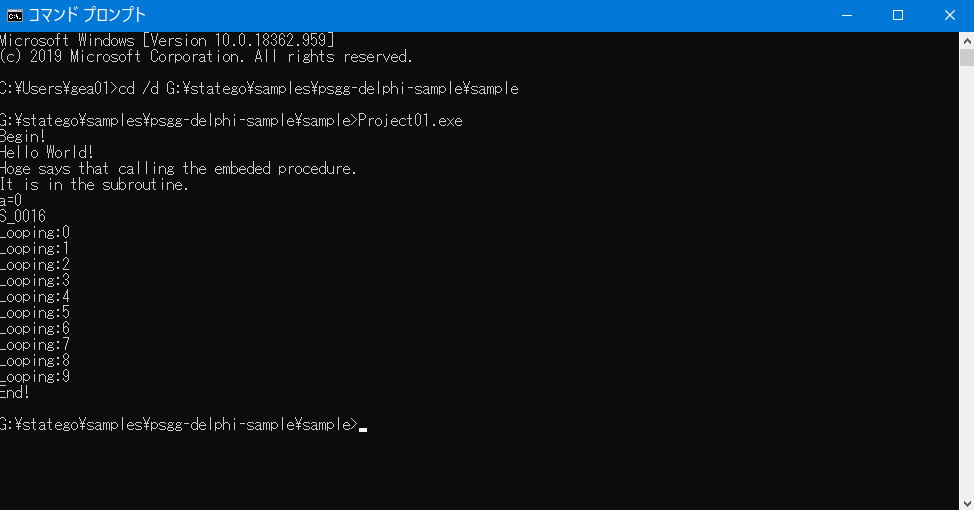 コマンド プロンプト
Microsoft Windows [Version 10.0.18362.959]
(c) 2019 Microsoft Corporation. All rights reserved.
C:¥Users¥gea01>cd /d G:¥statego¥samples¥psgg-delphi-sample¥sample
G:¥statego¥samples¥psgg-delphi-sample¥sample>Project01.exe
Begin!
Hello World!
Hoge says that calling the embeded procedure.
It is in the subroutine.
a=0
S_0016
Looping:0
Looping:1
Looping:2
Looping:3
Looping:4
Looping:5
Looping:6
Looping:7
Looping:8
Looping:9
End!
G:¥statego¥samples¥psgg-delphi-sample¥sample>